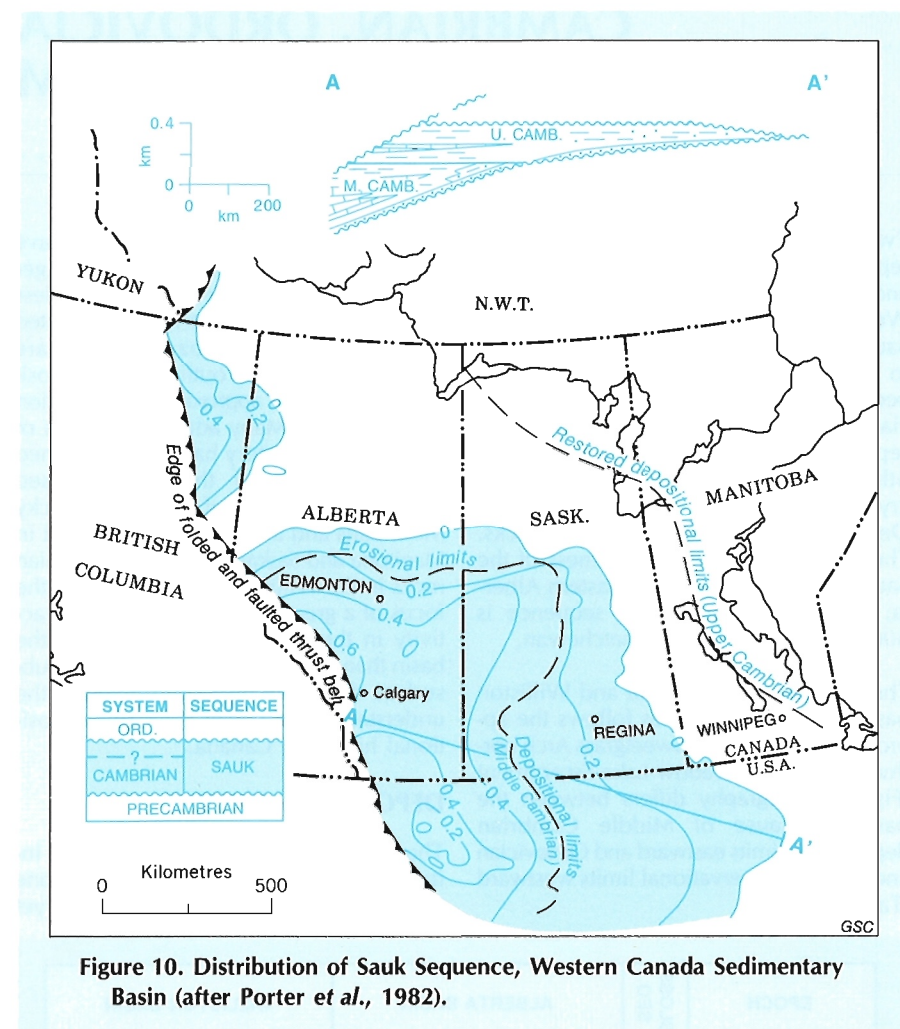 A
A'
0.4
km
0
0
200
km
U. CAMB.
M. CAMB.
YUKON
N.W.T.
0
0.2
0.4
Restored depositional limits (Upper Cambrian)
MANITOBA
Edge of folded and faulted thrust belt
ALBERTA
SASK.
0
BRITISH
COLUMBIA
Erosional limits
EDMONTON
0.2
0.4
0.6
Calgary
A
REGINA
0
0.2
WINNIPEG
CANADA
U.S.A.
Depositional limits
(Middle Cambrian)
0.4
0.4
0.2
0
A'
SYSTEM
SEQUENCE
ORD.
?
CAMBRIAN
SAUK
PRECAMBRIAN
Kilometres
0
500
GSC
Figure 10. Distribution of Sauk Sequence, Western Canada Sedimentary
Basin (after Porter et al., 1982).